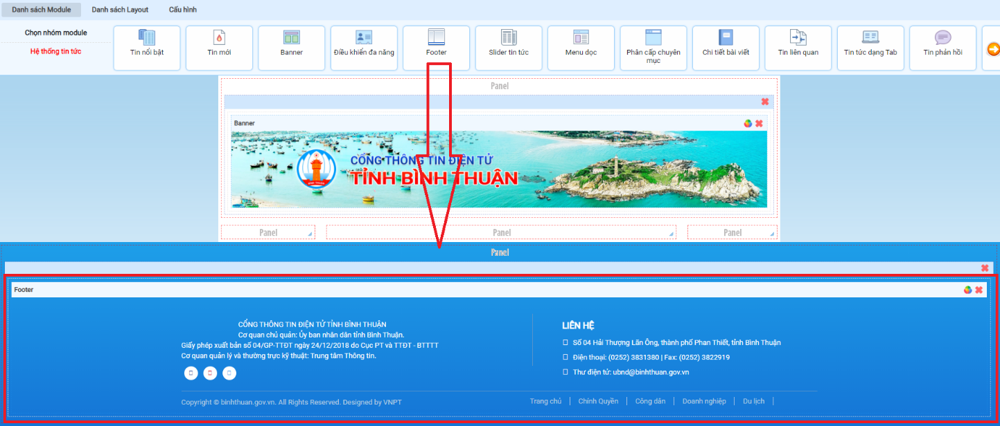 Danh sách Module Danh sách Layout Cấu hình
Chọn nhóm module
Hệ thống tin tức
Tin nổi bật
Tin mới
Banner
Điều khiển đa năng
Footer
Slider tin tức
Menu dọc
Phân cấp chuyên
mục
Chi tiết bài viết
Tin liên quan
Tin tức dạng Tab
Tin phản hồi
Panel
Banner
CỔNG THÔNG TIN ĐIỆN TỬ
TỈNH BÌNH THUẬN
BÌNH THUẬN
Panel Panel Panel
Panel
Footer
CỔNG THÔNG TIN ĐIỆN TỬ TỈNH BÌNH THUẬN
Cơ quan chủ quản: Ủy ban nhân dân tỉnh Bình Thuận.
Giấy phép xuất bản số 04/GP-TTĐT ngày 24/12/2018 do Cục PT và TTĐT - BTTTT
Cơ quan quản lý và thường trực kỹ thuật: Trung tâm Thông tin.
LIÊN HỆ
Số 04 Hải Thượng Lãn Ông, thành phố Phan Thiết, tỉnh Bình Thuận
Điện thoại: (0252) 3831380 | Fax: (0252) 3822919
Thư điện tử: ubnd@binhthuan.gov.vn
Copyright © binhthuan.gov.vn. All Rights Reserved. Designed by VNPT
Trang chủ | Chính Quyền | Công dân | Doanh nghiệp | Du lịch |